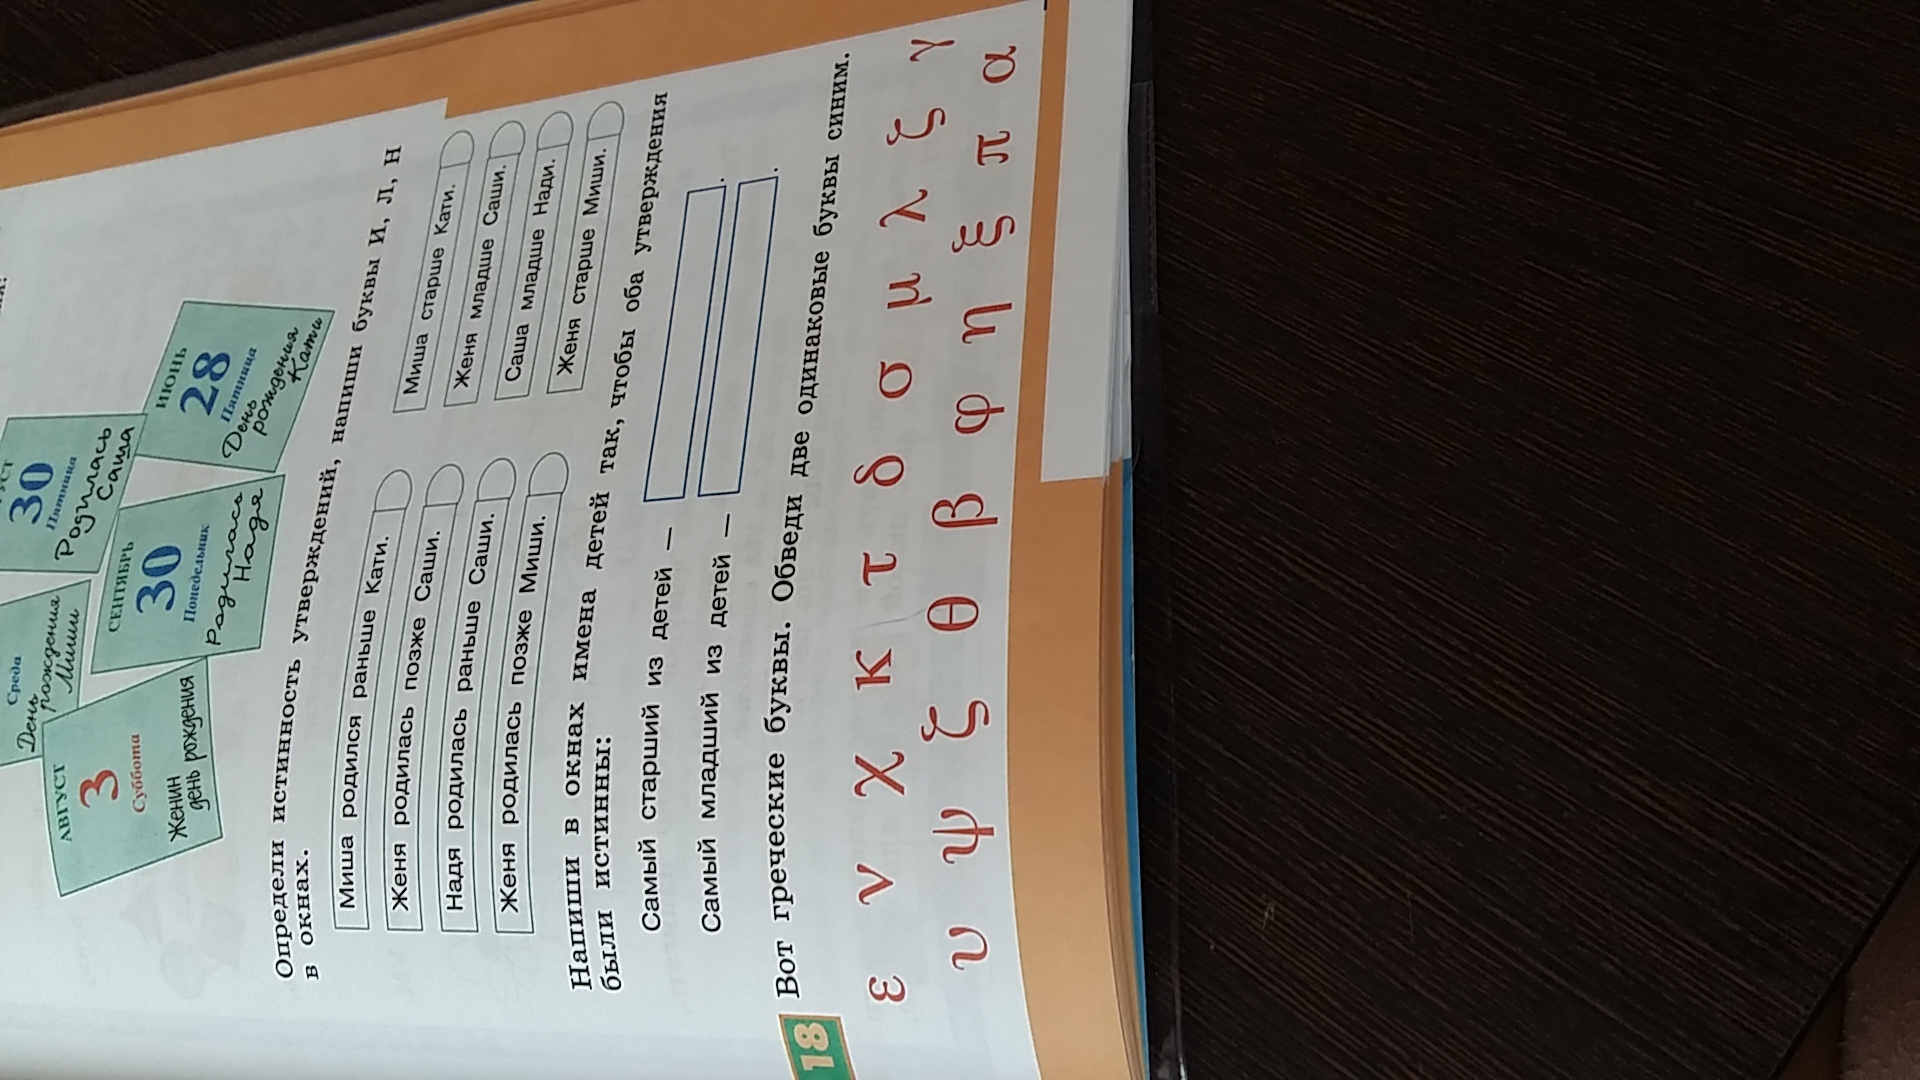 Среда
День
рождения
Миши
30
Пятница
Родилась
Саша
АВГУСТ
3
Суббота
Женин
день рождения
СЕНТЯБРЬ
30
Понедельник
Родилась
Надя
ИЮНЬ
28
Пятница
День
рождения
Кати
Определи истинность утверждений, напиши буквы И, Л, Н
в окнах.
Миша родился раньше Кати.
Женя родилась позже Саши.
Надя родилась раньше Саши.
Женя родилась позже Миши.
Миша старше Кати.
Женя младше Саши.
Саша младше Нади.
Женя старше Миши.
Напиши в окнах имена детей так, чтобы оба утверждения
были истинны:
Самый старший из детей — .
Самый младший из детей — .
18 Вот греческие буквы. Обведи две одинаковые буквы синим.
ε ν χ κ τ δ σ μ λ ζ γ
υ ψ ζ θ β φ η ξ π α